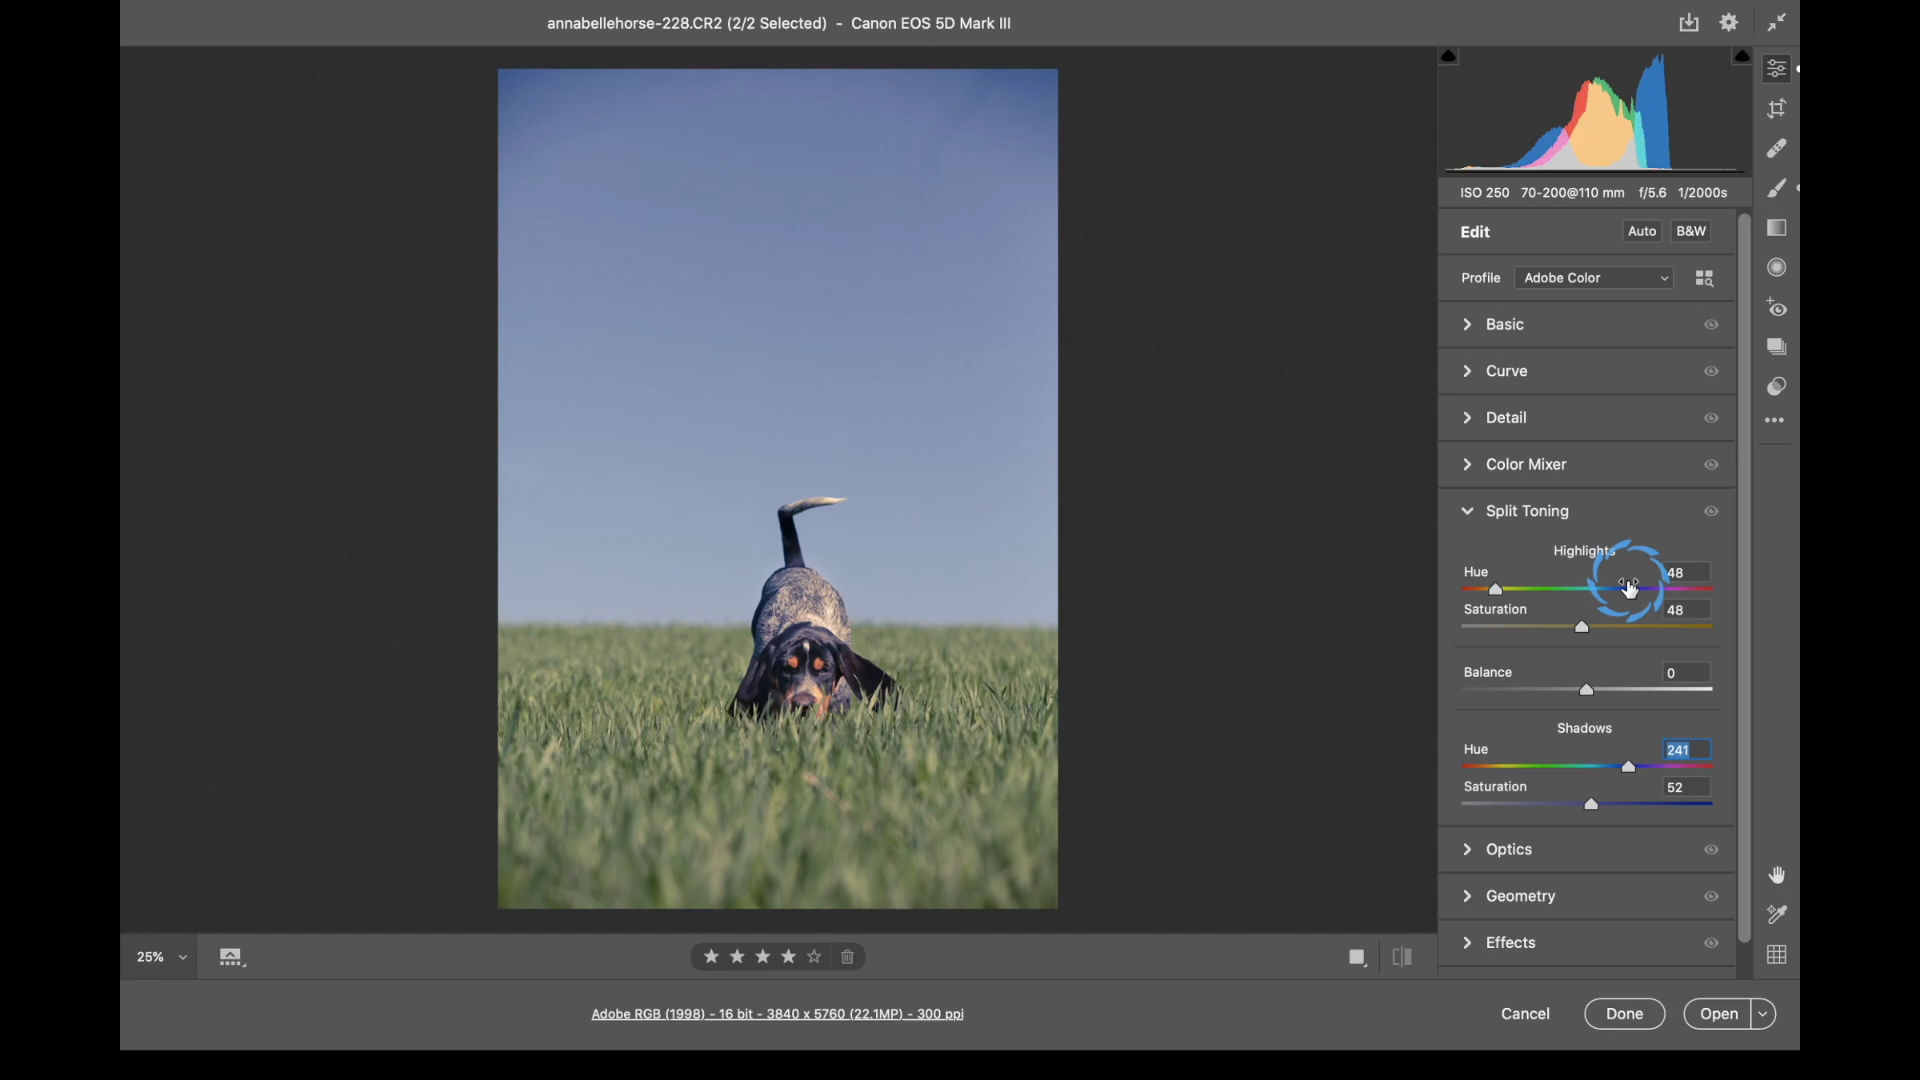 annabellehorse-228.CR2 (2/2 Selected) - Canon EOS 5D Mark III
ISO 250 70-200@110 mm f/5.6 1/2000s
Edit Auto B&W
Profile Adobe Color
Basic
Curve
Detail
Color Mixer
Split Toning
Highlights
Hue 48
Saturation 48
Balance 0
Shadows
Hue 241
Saturation 52
Optics
Geometry
Effects
25%
Adobe RGB (1998) - 16 bit - 3840 x 5760 (22.1MP) - 300 ppi
Cancel Done Open